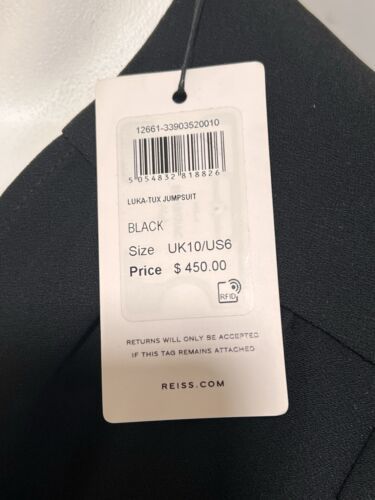 12661-33903520010
5 054832 818826
LUKA-TUX JUMPSUIT
BLACK
Size UK10/US6
Price $ 450.00
RFID
RETURNS WILL ONLY BE ACCEPTED
IF THIS TAG REMAINS ATTACHED
REISS.COM